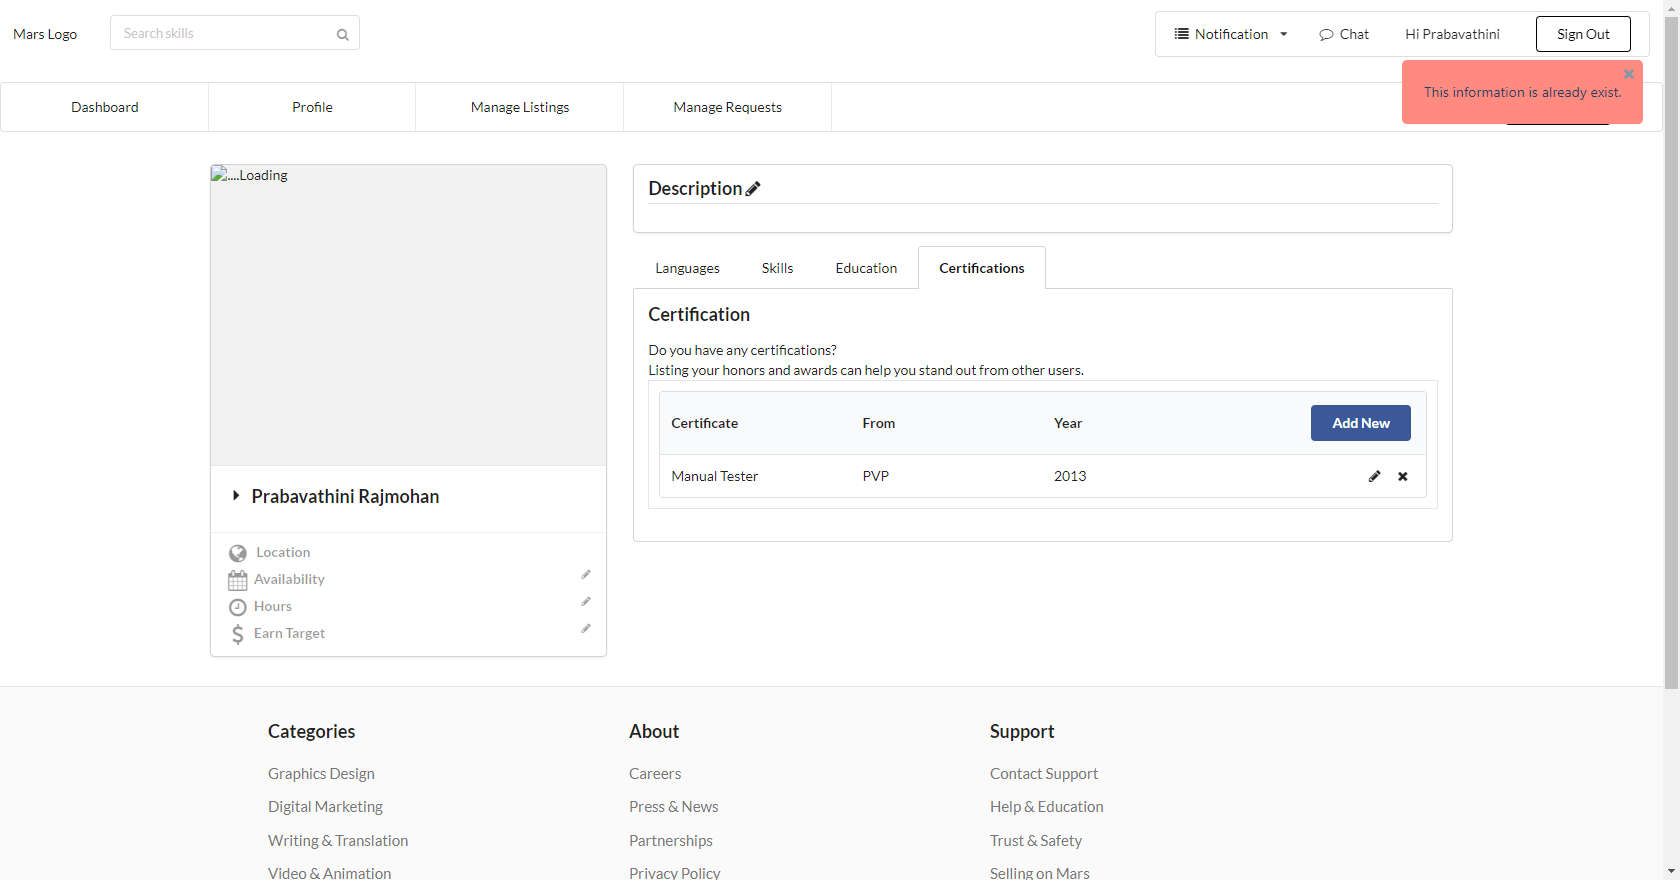 Mars Logo
Search skills
Notification
Chat
Hi Prabavathini
Sign Out
This information is already exist.
Dashboard
Profile
Manage Listings
Manage Requests
....Loading
Prabavathini Rajmohan
Location
Availability
Hours
Earn Target
Description
Languages
Skills
Education
Certifications
Certification
Do you have any certifications?
Listing your honors and awards can help you stand out from other users.
Certificate From Year Add New
Manual Tester PVP 2013
Categories
Graphics Design
Digital Marketing
Writing & Translation
Video & Animation
About
Careers
Press & News
Partnerships
Privacy Policy
Support
Contact Support
Help & Education
Trust & Safety
Selling on Mars